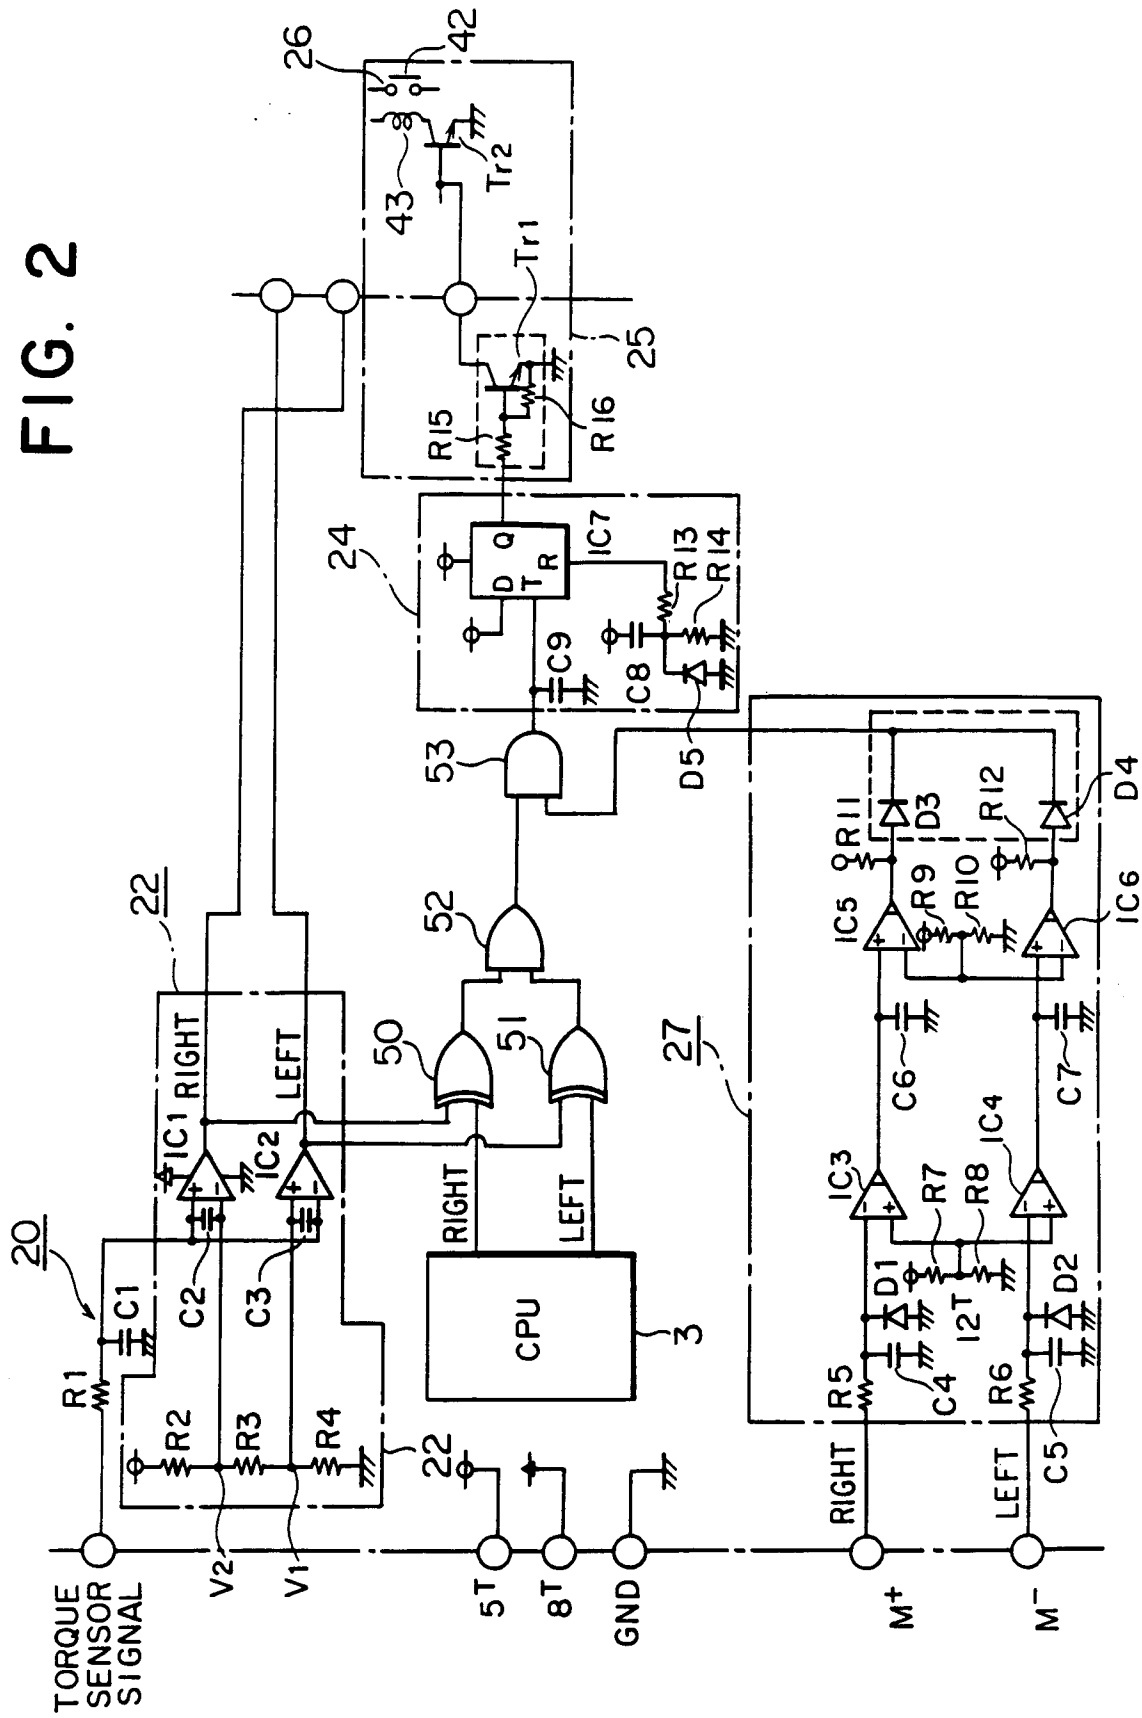 FIG. 2
TORQUE
SENSOR
SIGNAL
R1
C1
20
22
RIGHT
LEFT
IC1
IC2
+
-
+
-
C2
C3
R2
R3
R4
V2
V1
22
26
42
43
Tr2
Tr1
R15
R16
25
24
D
Q
T
R
IC7
R13
R14
C8
C9
D5
50
51
52
53
RIGHT
LEFT
CPU
3
5T
8T
GND
27
RIGHT
LEFT
M+
M-
R5
R6
C4
C5
D1
D2
12T
R7
R8
IC3
IC4
-
+
-
+
C6
C7
IC5
IC6
+
-
+
-
R9
R10
R11
R12
D3
D4